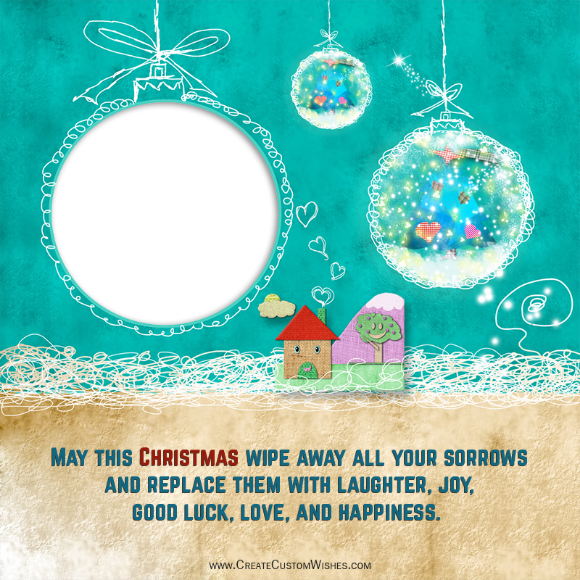 May this Christmas wipe away all your sorrows
and replace them with laughter, joy,
good luck, love, and happiness.
www.CreateCustomWishes.com